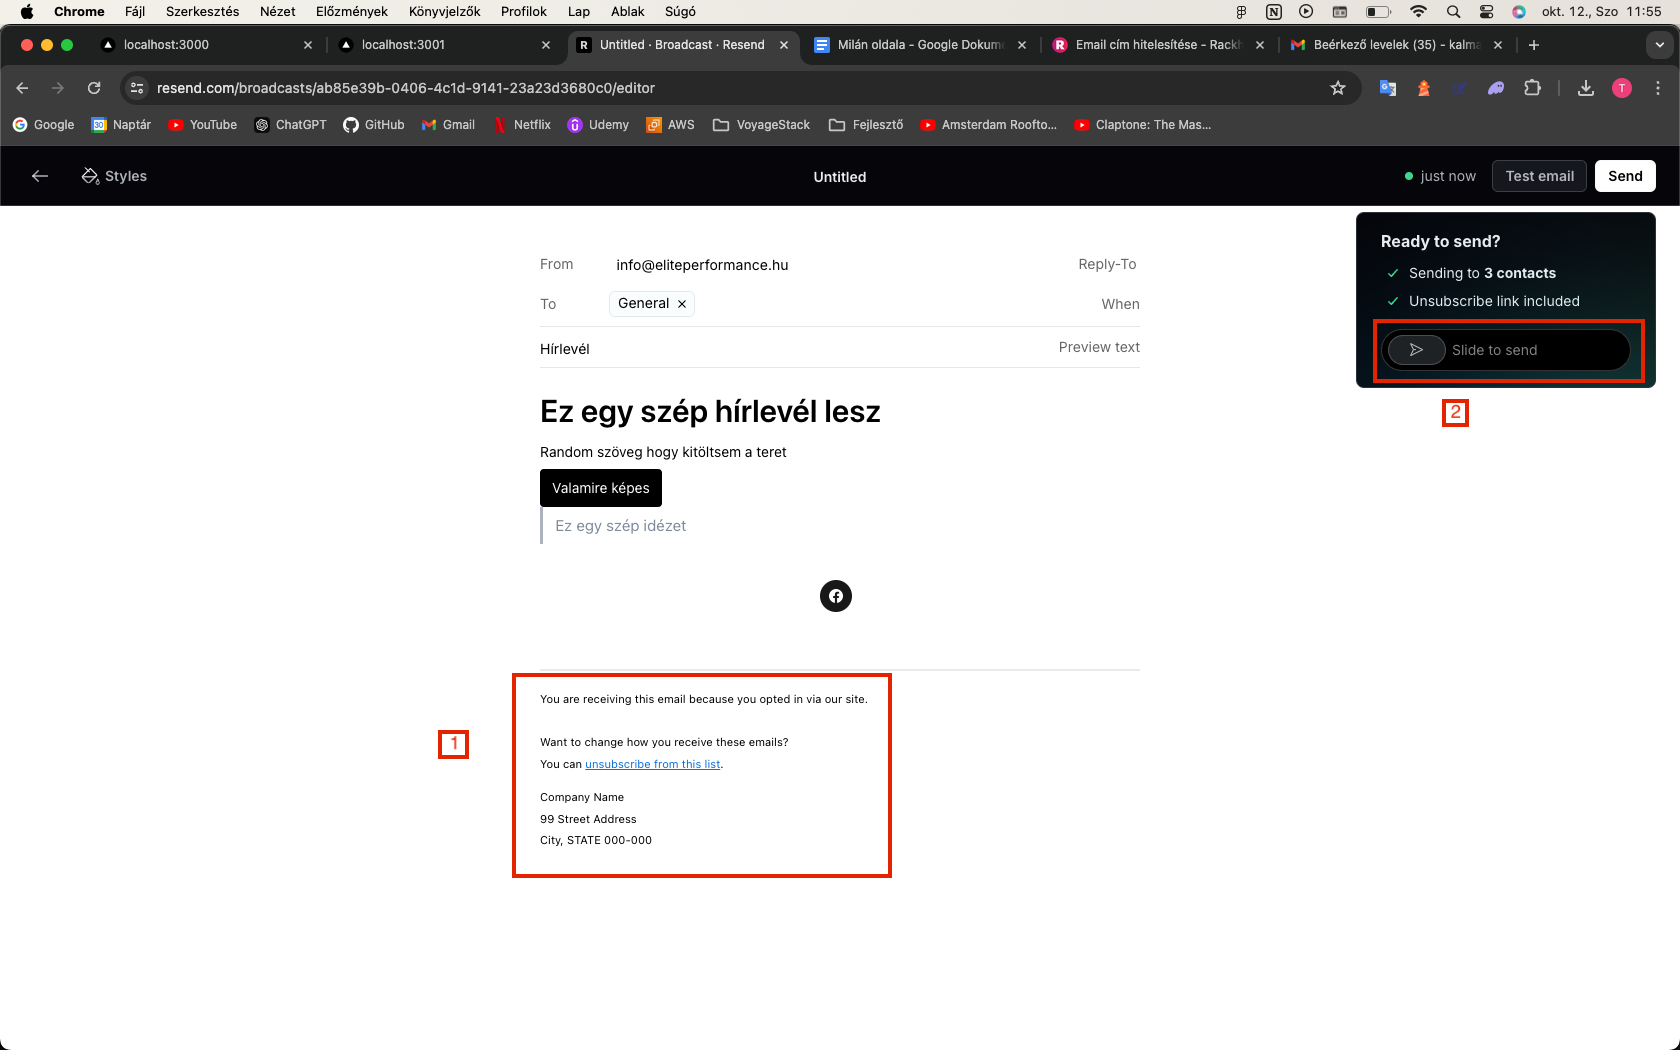 Chrome Fájl Szerkesztés Nézet Előzmények Könyvjelzők Profilok Lap Ablak Súgó okt. 12., Szo 11:55
localhost:3000 localhost:3001 Untitled · Broadcast · Resend Milán oldala - Google Dokum Email cím hitelesítése - Rackh Beérkező levelek (35) - kalma
resend.com/broadcasts/ab85e39b-0406-4c1d-9141-23a23d3680c0/editor T
Google Naptár YouTube ChatGPT GitHub Gmail Netflix Udemy AWS VoyageStack Fejlesztő Amsterdam Roofto... Claptone: The Mas...
Styles Untitled just now Test email Send
From info@eliteperformance.hu Reply-To
To General When
Hírlevél Preview text
Ready to send?
Sending to 3 contacts
Unsubscribe link included
Slide to send
2
Ez egy szép hírlevél lesz
Random szöveg hogy kitöltsem a teret
Valamire képes
Ez egy szép idézet
1
You are receiving this email because you opted in via our site.
Want to change how you receive these emails?
You can unsubscribe from this list.
Company Name
99 Street Address
City, STATE 000-000